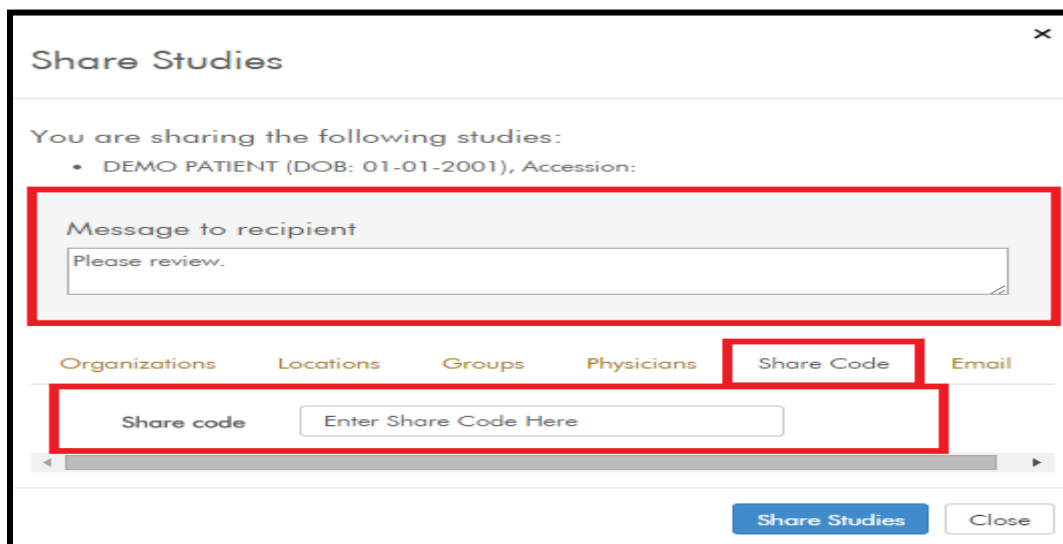 ×
Share Studies
You are sharing the following studies:
• DEMO PATIENT (DOB: 01-01-2001), Accession:
Message to recipient
Please review.
Organizations Locations Groups Physicians Share Code Email
Share code Enter Share Code Here
Share Studies Close